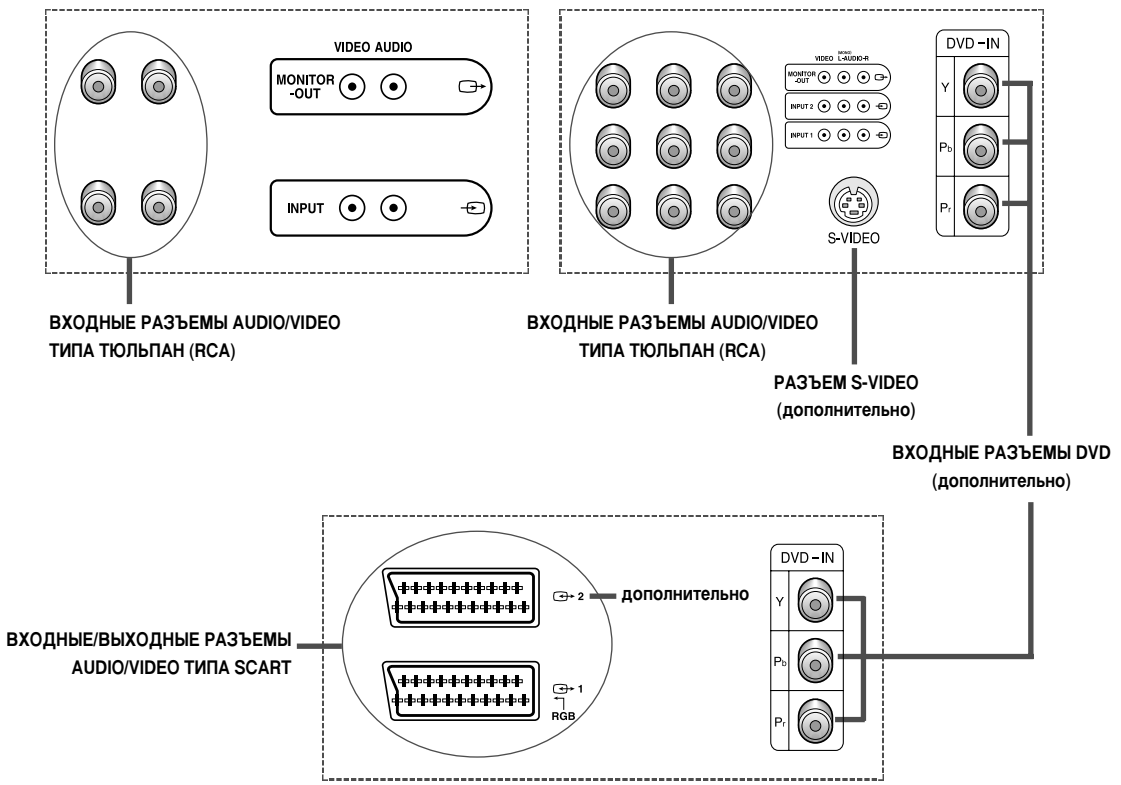 VIDEO AUDIO
MONITOR
-OUT
INPUT
ВХОДНЫЕ РАЗЪЕМЫ AUDIO/VIDEO
ТИПА ТЮЛЬПАН (RCA)
(MONO)
VIDEO L-AUDIO-R
MONITOR
-OUT
INPUT 2
INPUT 1
S-VIDEO
DVD-IN
Y
Pb
Pr
ВХОДНЫЕ РАЗЪЕМЫ AUDIO/VIDEO
ТИПА ТЮЛЬПАН (RCA)
РАЗЪЕМ S-VIDEO
(дополнительно)
ВХОДНЫЕ РАЗЪЕМЫ DVD
(дополнительно)
ВХОДНЫЕ/ВЫХОДНЫЕ РАЗЪЕМЫ
AUDIO/VIDEO ТИПА SCART
2
дополнительно
1
RGB
DVD-IN
Y
Pb
Pr